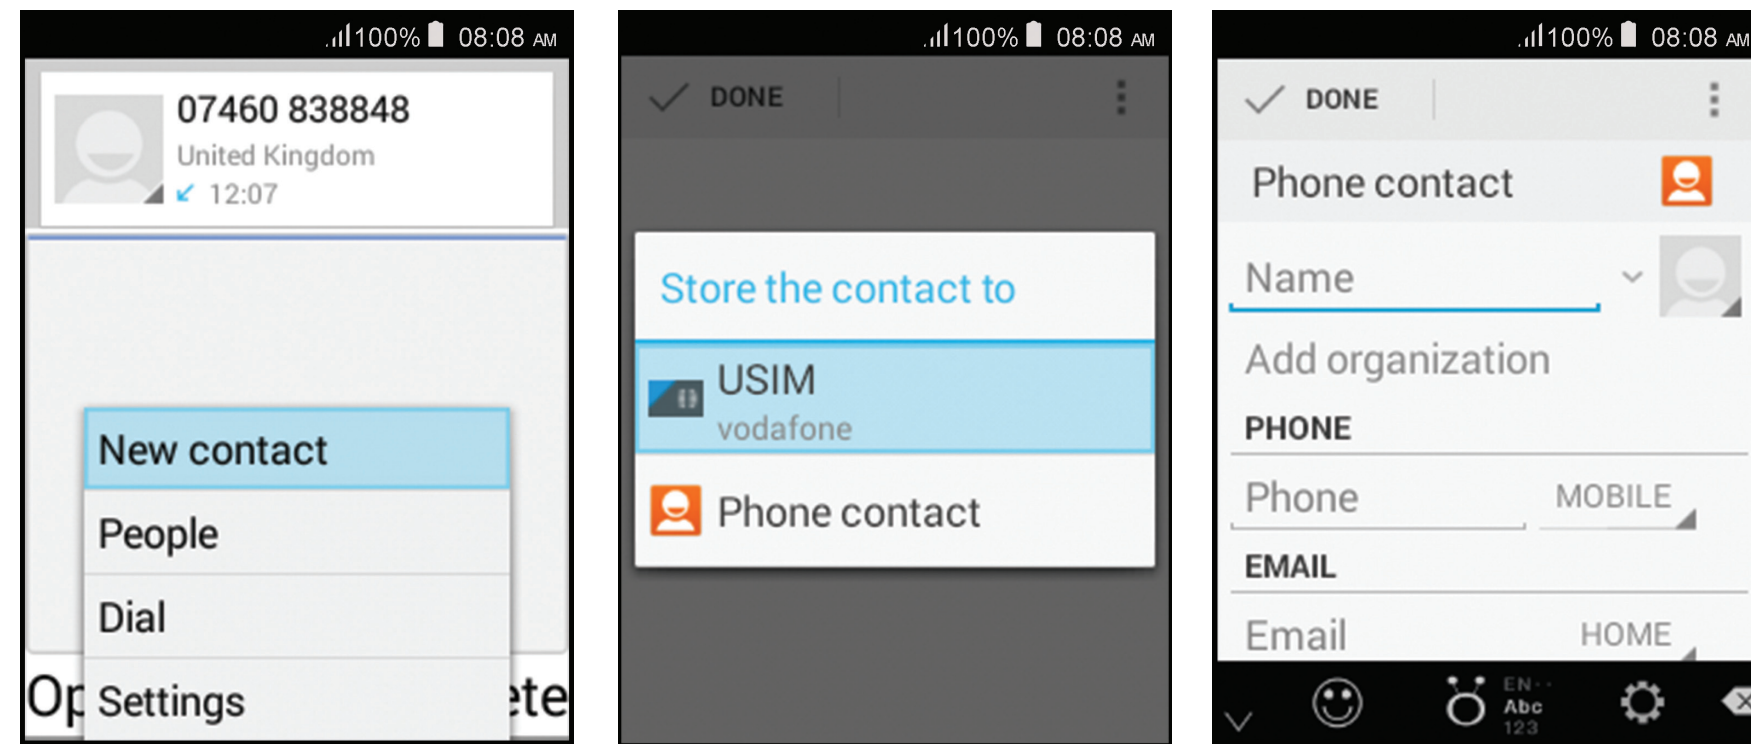 100% 08:08 AM
07460 838848
United Kingdom
12:07
New contact
People
Dial
Settings
Op
ete
100% 08:08 AM
DONE
Store the contact to
USIM
vodafone
Phone contact
100% 08:08 AM
DONE
Phone contact
Name
Add organization
PHONE
Phone MOBILE
EMAIL
Email HOME
EN
Abc
123